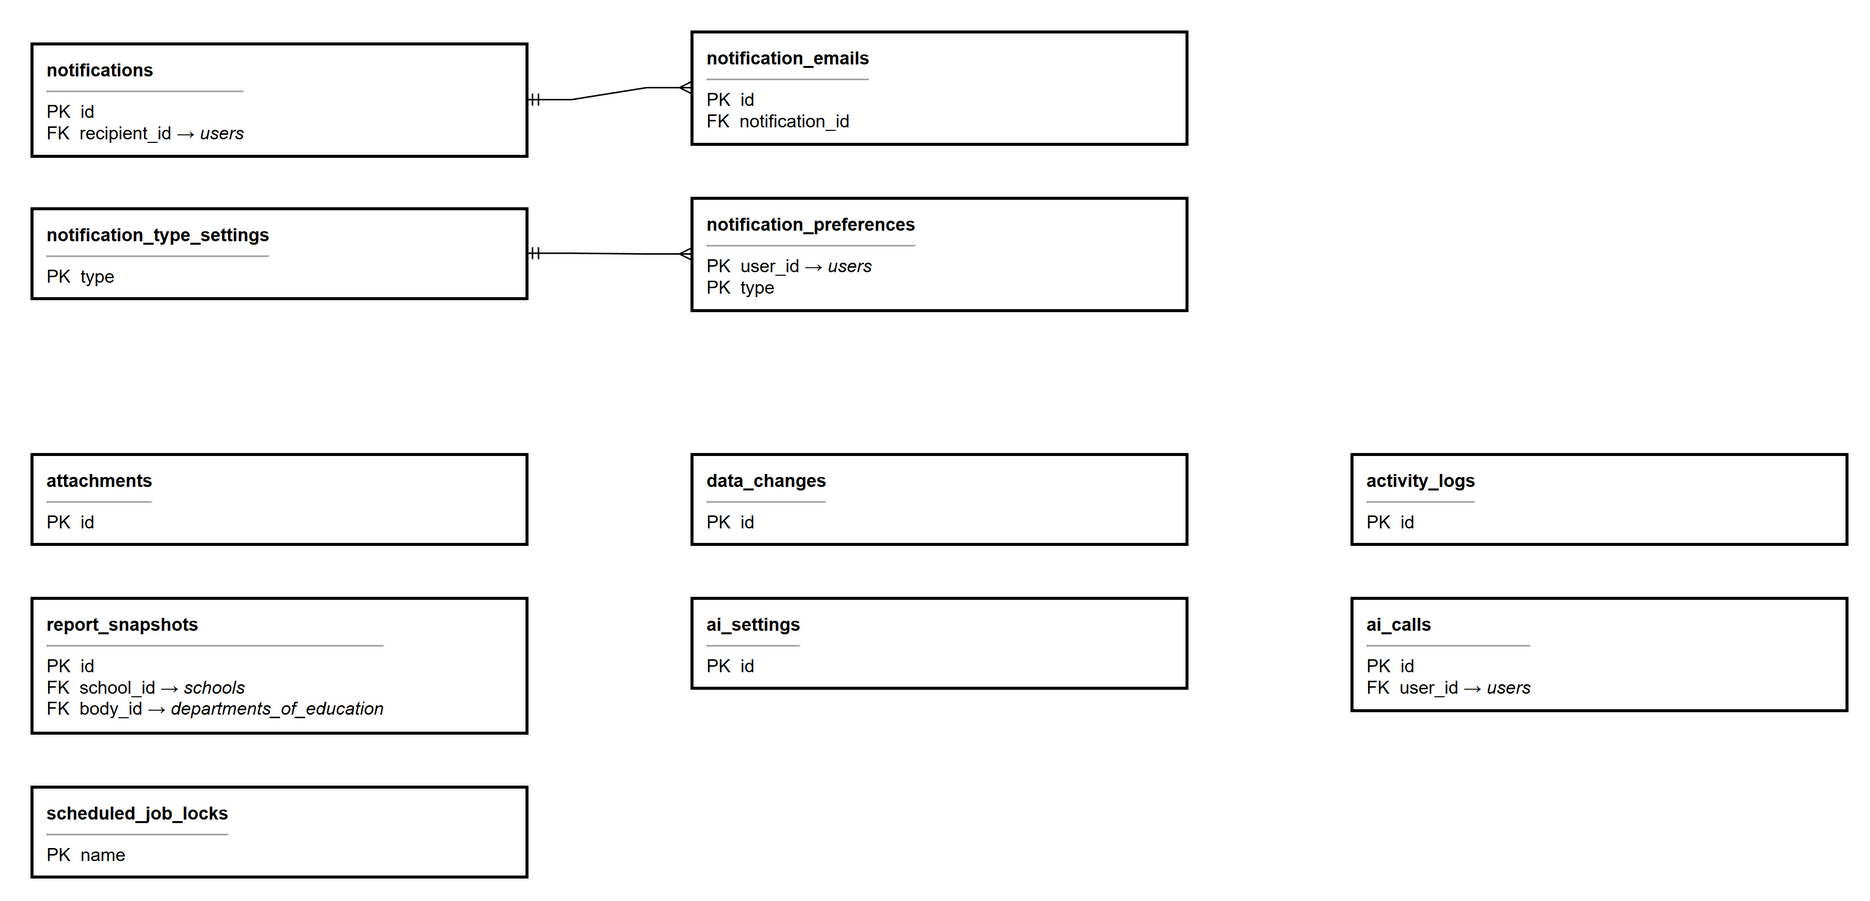 notifications
PK id
FK recipient_id → users
notification_emails
PK id
FK notification_id
notification_type_settings
PK type
notification_preferences
PK user_id → users
PK type
attachments
PK id
data_changes
PK id
activity_logs
PK id
report_snapshots
PK id
FK school_id → schools
FK body_id → departments_of_education
ai_settings
PK id
ai_calls
PK id
FK user_id → users
scheduled_job_locks
PK name